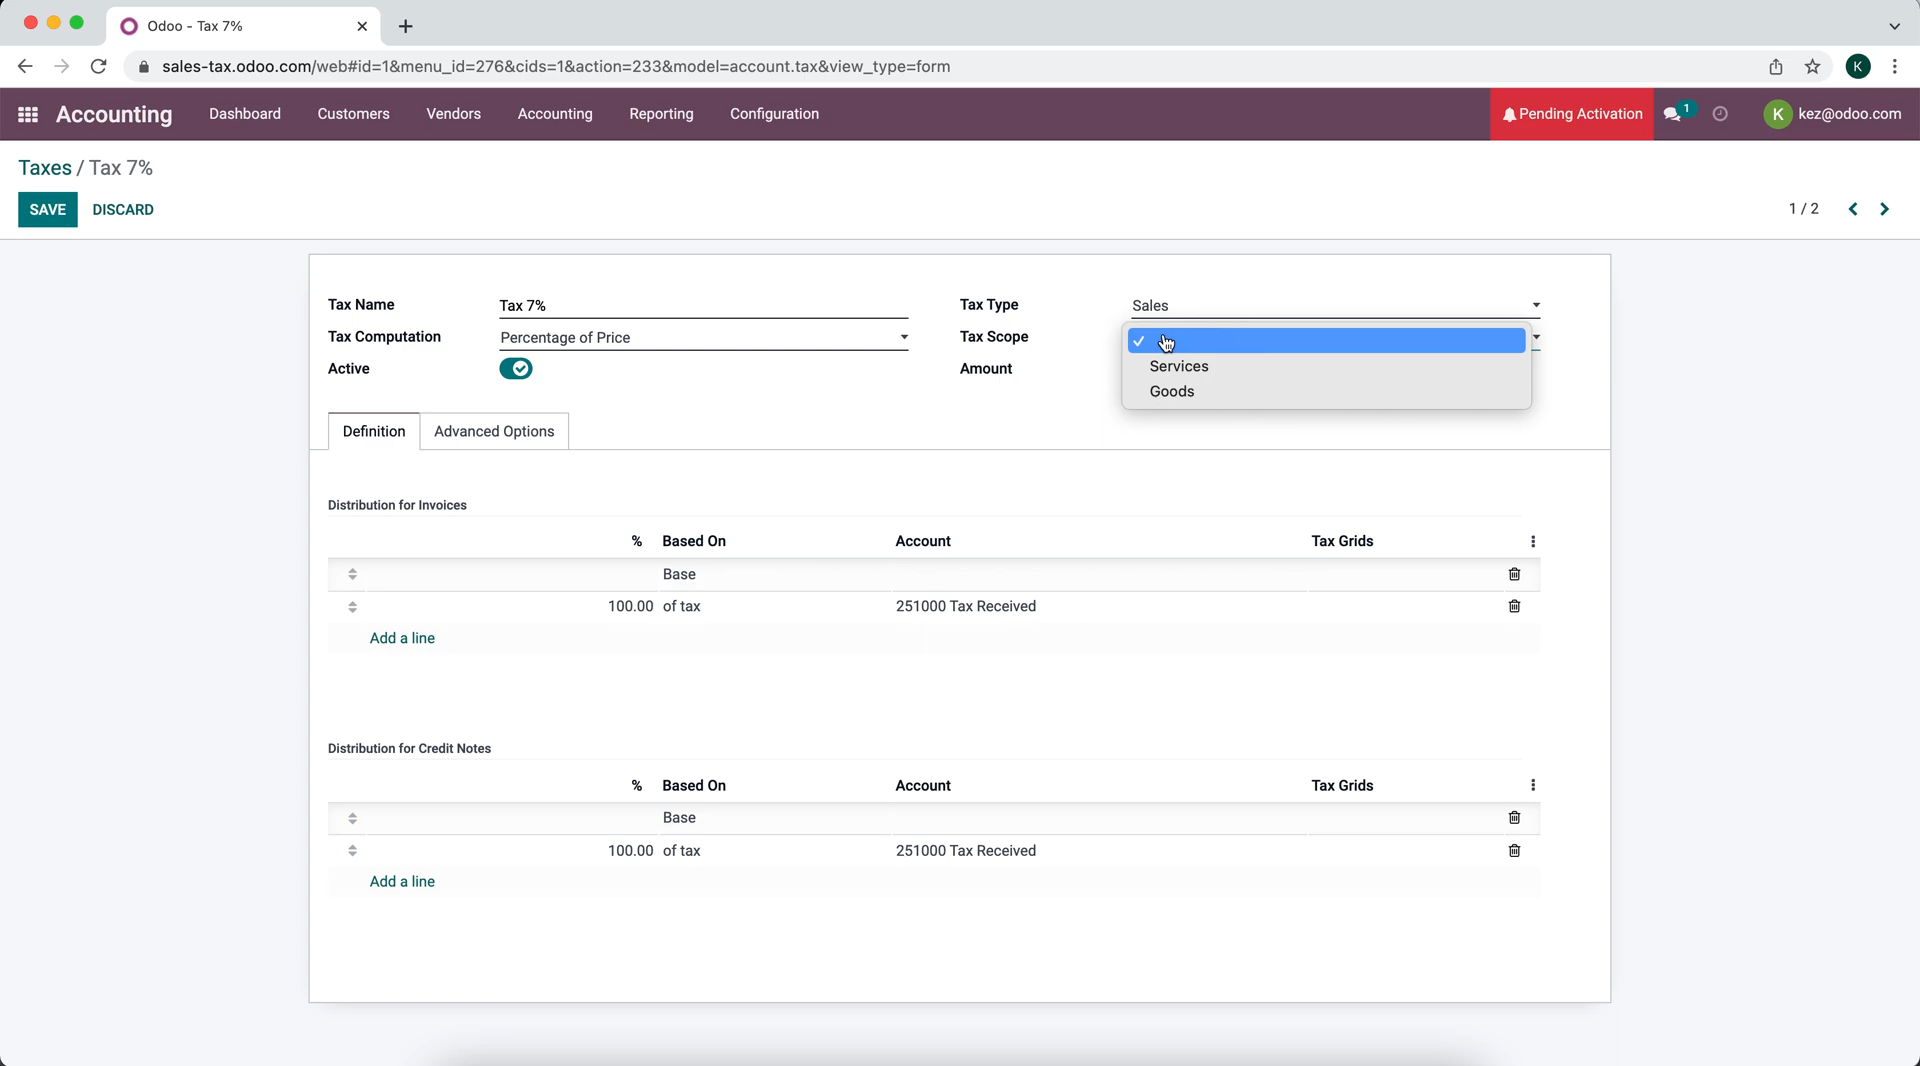 Odoo - Tax 7%
sales-tax.odoo.com/web#id=1&menu_id=276&cids=1&action=233&model=account.tax&view_type=form
K
Accounting Dashboard Customers Vendors Accounting Reporting Configuration Pending Activation 1 K kez@odoo.com
Taxes / Tax 7%
SAVE DISCARD 1 / 2
Tax Name Tax 7% Tax Type Sales
Tax Computation Percentage of Price Tax Scope
Active Amount
Services
Goods
Definition Advanced Options
Distribution for Invoices
% Based On Account Tax Grids
Base
100.00 of tax 251000 Tax Received
Add a line
Distribution for Credit Notes
% Based On Account Tax Grids
Base
100.00 of tax 251000 Tax Received
Add a line